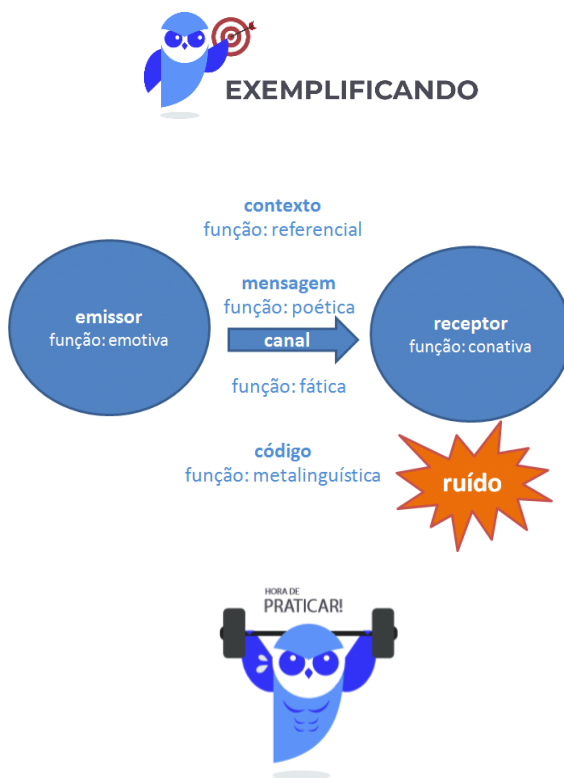 EXEMPLIFICANDO
contexto
função: referencial
mensagem
função: poética
emissor
função: emotiva
canal
receptor
função: conativa
função: fática
código
função: metalinguística
ruído
HORA DE
PRATICAR!